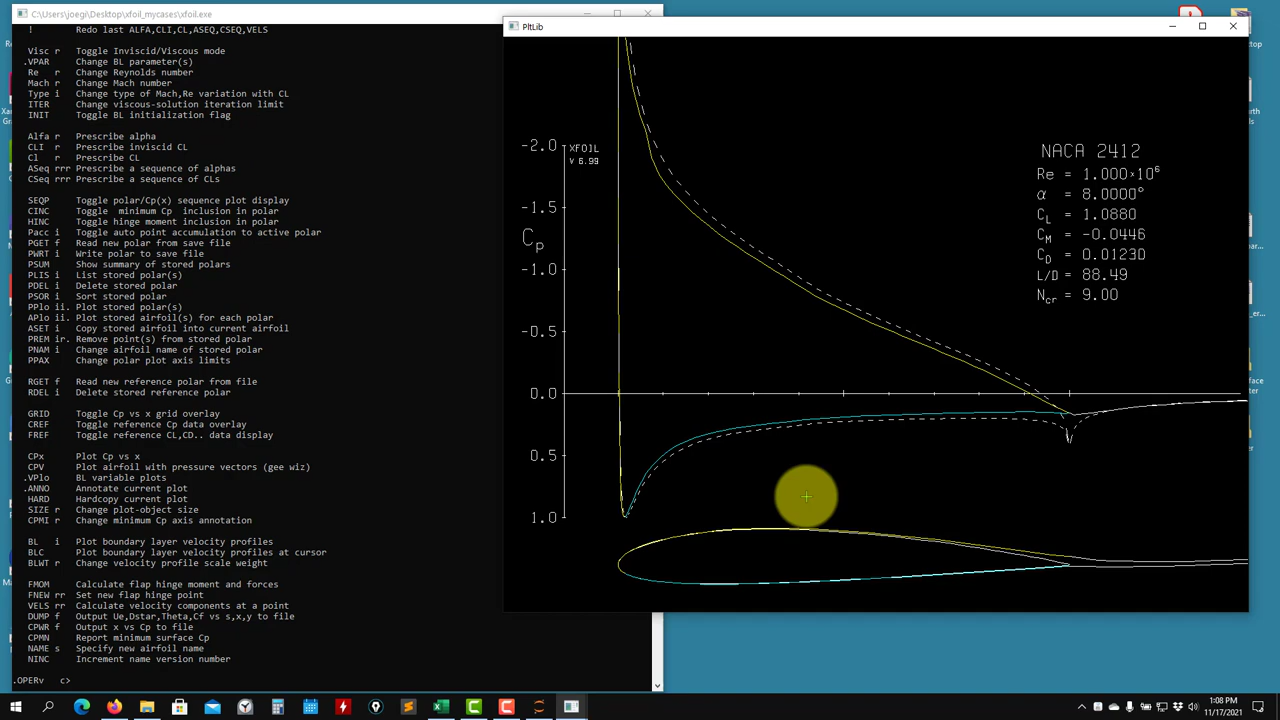 C:\Users\joegi\Desktop\xfoil_mycases\xfoil.exe
! Redo last ALFA,CLI,CL,ASEQ,CSEQ,VELS
Visc r Toggle Inviscid/Viscous mode
.VPAR Change BL parameter(s)
Re r Change Reynolds number
Mach r Change Mach number
Type i Change type of Mach,Re variation with CL
ITER Change viscous-solution iteration limit
INIT Toggle BL initialization flag
Alfa r Prescribe alpha
CLI r Prescribe inviscid CL
Cl r Prescribe CL
ASeq rrr Prescribe a sequence of alphas
CSeq rrr Prescribe a sequence of CLs
SEQP Toggle polar/Cp(x) sequence plot display
CINC Toggle minimum Cp inclusion in polar
HINC Toggle hinge moment inclusion in polar
Pacc i Toggle auto point accumulation to active polar
PGET f Read new polar from save file
PWRT i Write polar to save file
PSUM Show summary of stored polars
PLIS i List stored polar(s)
PDEL i Delete stored polar
PSOR i Sort stored polar
PPlo ii. Plot stored polar(s)
APlo ii. Plot stored airfoil(s) for each polar
ASET i Copy stored airfoil into current airfoil
PREM ir. Remove point(s) from stored polar
PNAM i Change airfoil name of stored polar
PPAX Change polar plot axis limits
RGET f Read new reference polar from file
RDEL i Delete stored reference polar
GRID Toggle Cp vs x grid overlay
CREF Toggle reference Cp data overlay
FREF Toggle reference CL,CD.. data display
CPx Plot Cp vs x
CPV Plot airfoil with pressure vectors (gee wiz)
.VPlo BL variable plots
.ANNO Annotate current plot
HARD Hardcopy current plot
SIZE r Change plot-object size
CPMI r Change minimum Cp axis annotation
BL i Plot boundary layer velocity profiles
BLC Plot boundary layer velocity profiles at cursor
BLWT r Change velocity profile scale weight
FMOM Calculate flap hinge moment and forces
FNEW rr Set new flap hinge point
VELS rr Calculate velocity components at a point
DUMP f Output Ue,Dstar,Theta,Cf vs s,x,y to file
CPWR f Output x vs Cp to file
CPMN Report minimum surface Cp
NAME s Specify new airfoil name
NINC Increment name version number
.OPERv c>
PltLib
-2.0
XFOIL
V 6.99
-1.5
Cp
-1.0
-0.5
0.0
0.5
1.0
NACA 2412
Re = 1.000×10⁶
α = 8.0000°
CL = 1.0880
CM = -0.0446
CD = 0.01230
L/D = 88.49
Ncr = 9.00
1:08 PM
11/17/2021